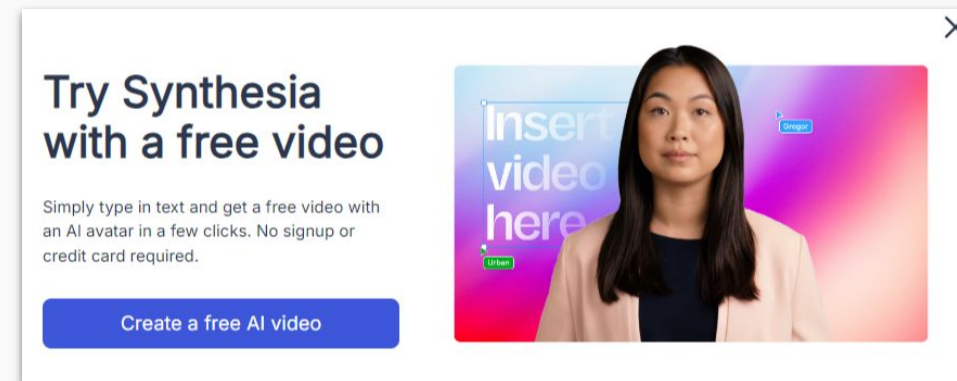 Try Synthesia
with a free video
Simply type in text and get a free video with
an AI avatar in a few clicks. No signup or
credit card required.
Create a free AI video
Insert
video
here
Gregor
Urban